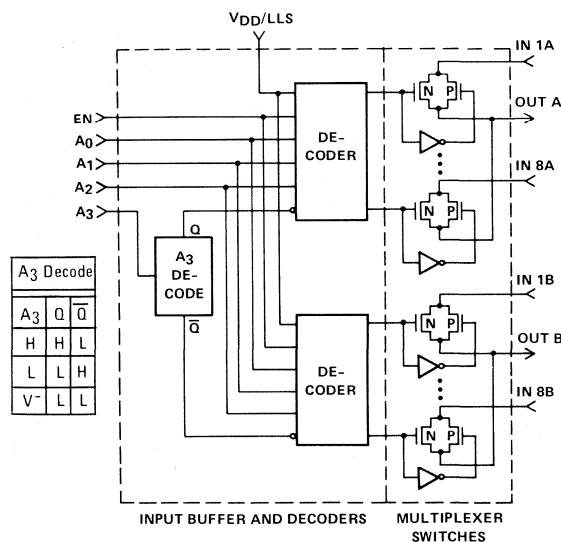 VDD/LLS
IN 1A
OUT A
EN
A0
A1
A2
A3
DE-
CODER
N P
IN 8A
N P
Q
A3
DE-
CODE
Q̅
IN 1B
N P
OUT B
DE-
CODER
IN 8B
N P
A3 Decode
A3 Q Q̅
H H L
L L H
V⁻ L L
INPUT BUFFER AND DECODERS
MULTIPLEXER
SWITCHES